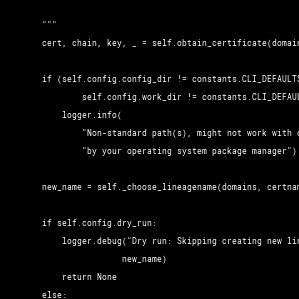 """
cert, chain, key, _ = self.obtain_certificate(domain
if (self.config.config_dir != constants.CLI_DEFAULTS
self.config.work_dir != constants.CLI_DEFAUL
logger.info(
"Non-standard path(s), might not work with c
"by your operating system package manager")
new_name = self._choose_lineagename(domains, certnam
if self.config.dry_run:
logger.debug("Dry run: Skipping creating new lin
new_name)
return None
else: